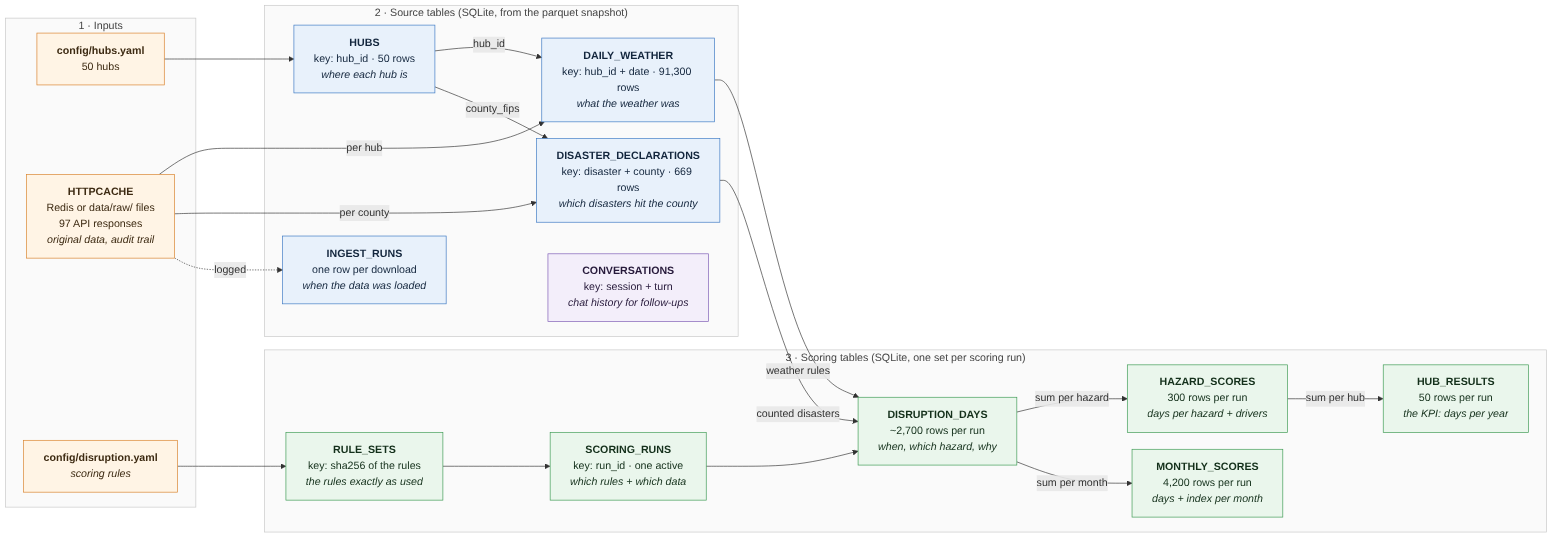 1 · Inputs
config/hubs.yaml
50 hubs
HTTPCACHE
Redis or data/raw/ files
97 API responses
original data, audit trail
config/disruption.yaml
scoring rules
2 · Source tables (SQLite, from the parquet snapshot)
HUBS
key: hub_id · 50 rows
where each hub is
hub_id
county_fips
per hub
per county
logged
DAILY_WEATHER
key: hub_id + date · 91,300
rows
what the weather was
DISASTER_DECLARATIONS
key: disaster + county · 669
rows
which disasters hit the county
INGEST_RUNS
one row per download
when the data was loaded
CONVERSATIONS
key: session + turn
chat history for follow-ups
3 · Scoring tables (SQLite, one set per scoring run)
weather rules
counted disasters
RULE_SETS
key: sha256 of the rules
the rules exactly as used
SCORING_RUNS
key: run_id · one active
which rules + which data
DISRUPTION_DAYS
~2,700 rows per run
when, which hazard, why
sum per hazard
sum per month
HAZARD_SCORES
300 rows per run
days per hazard + drivers
sum per hub
HUB_RESULTS
50 rows per run
the KPI: days per year
MONTHLY_SCORES
4,200 rows per run
days + index per month